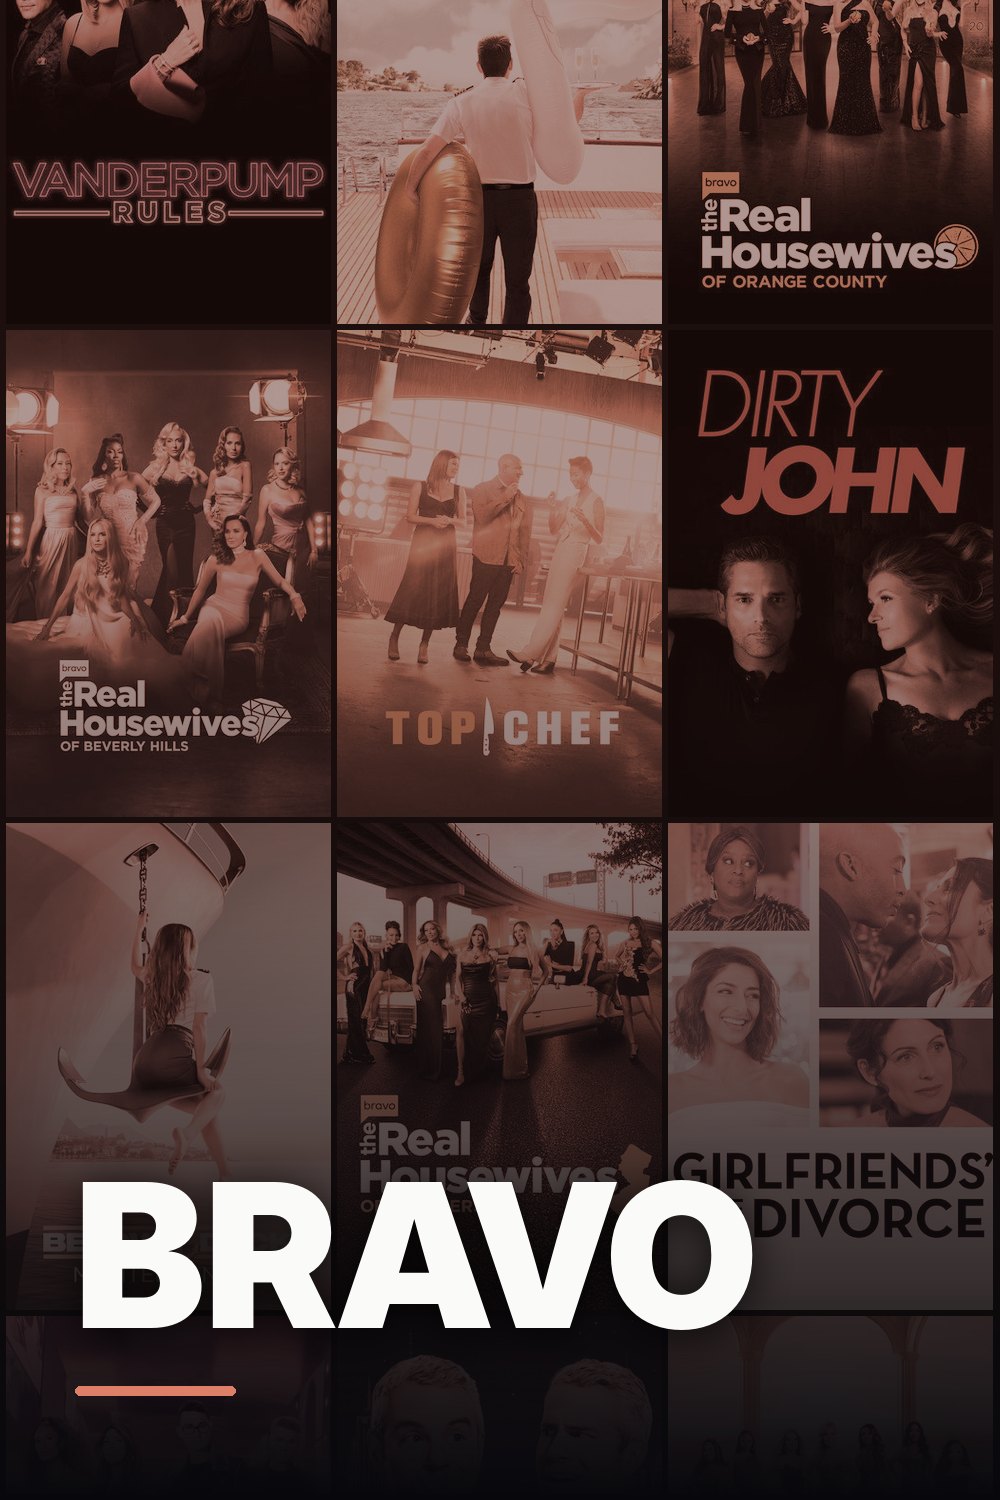 VANDERPUMP
RULES
bravo
the Real
Housewives
OF ORANGE COUNTY
bravo
the Real
Housewives
OF BEVERLY HILLS
TOP CHEF
DIRTY
JOHN
bravo
the Real
Housewives
GIRLFRIENDS'
DIVORCE
BRAVO